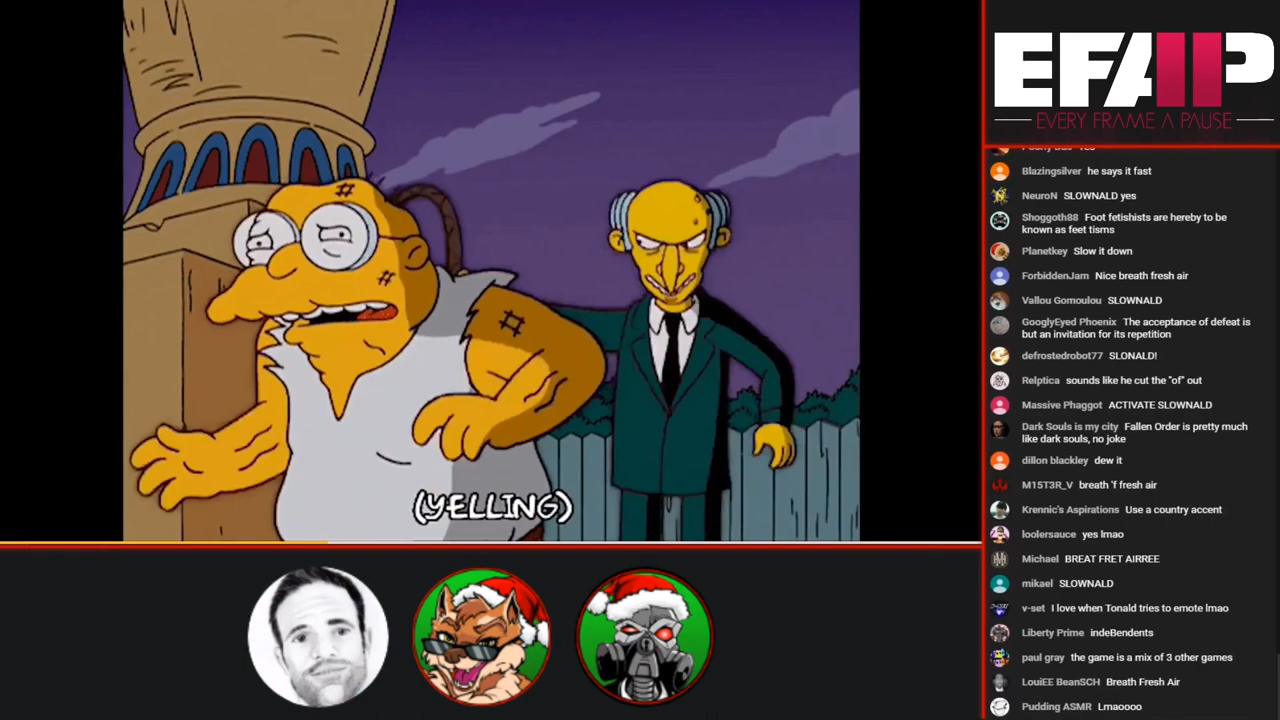 (YELLING)
EFAP
EVERY FRAME A PAUSE
Blazingsilver he says it fast
NeuroN SLOWNALD yes
Shoggoth88 Foot fetishists are hereby to be
known as feet tisms
Planetkey Slow it down
ForbiddenJam Nice breath fresh air
Vallou Gomoulou SLOWNALD
GooglyEyed Phoenix The acceptance of defeat is
but an invitation for its repetition
defrostedrobot77 SLONALD!
Relptica sounds like he cut the "of" out
Massive Phaggot ACTIVATE SLOWNALD
Dark Souls is my city Fallen Order is pretty much
like dark souls, no joke
dillon blackley dew it
M15T3R_V breath 'f fresh air
Krennic's Aspirations Use a country accent
loolersauce yes lmao
Michael BREAT FRET AIRREE
mikael SLOWNALD
v-set I love when Tonald tries to emote lmao
Liberty Prime indeBendents
paul gray the game is a mix of 3 other games
LouiEE BeanSCH Breath Fresh Air
Pudding ASMR Lmaoooo